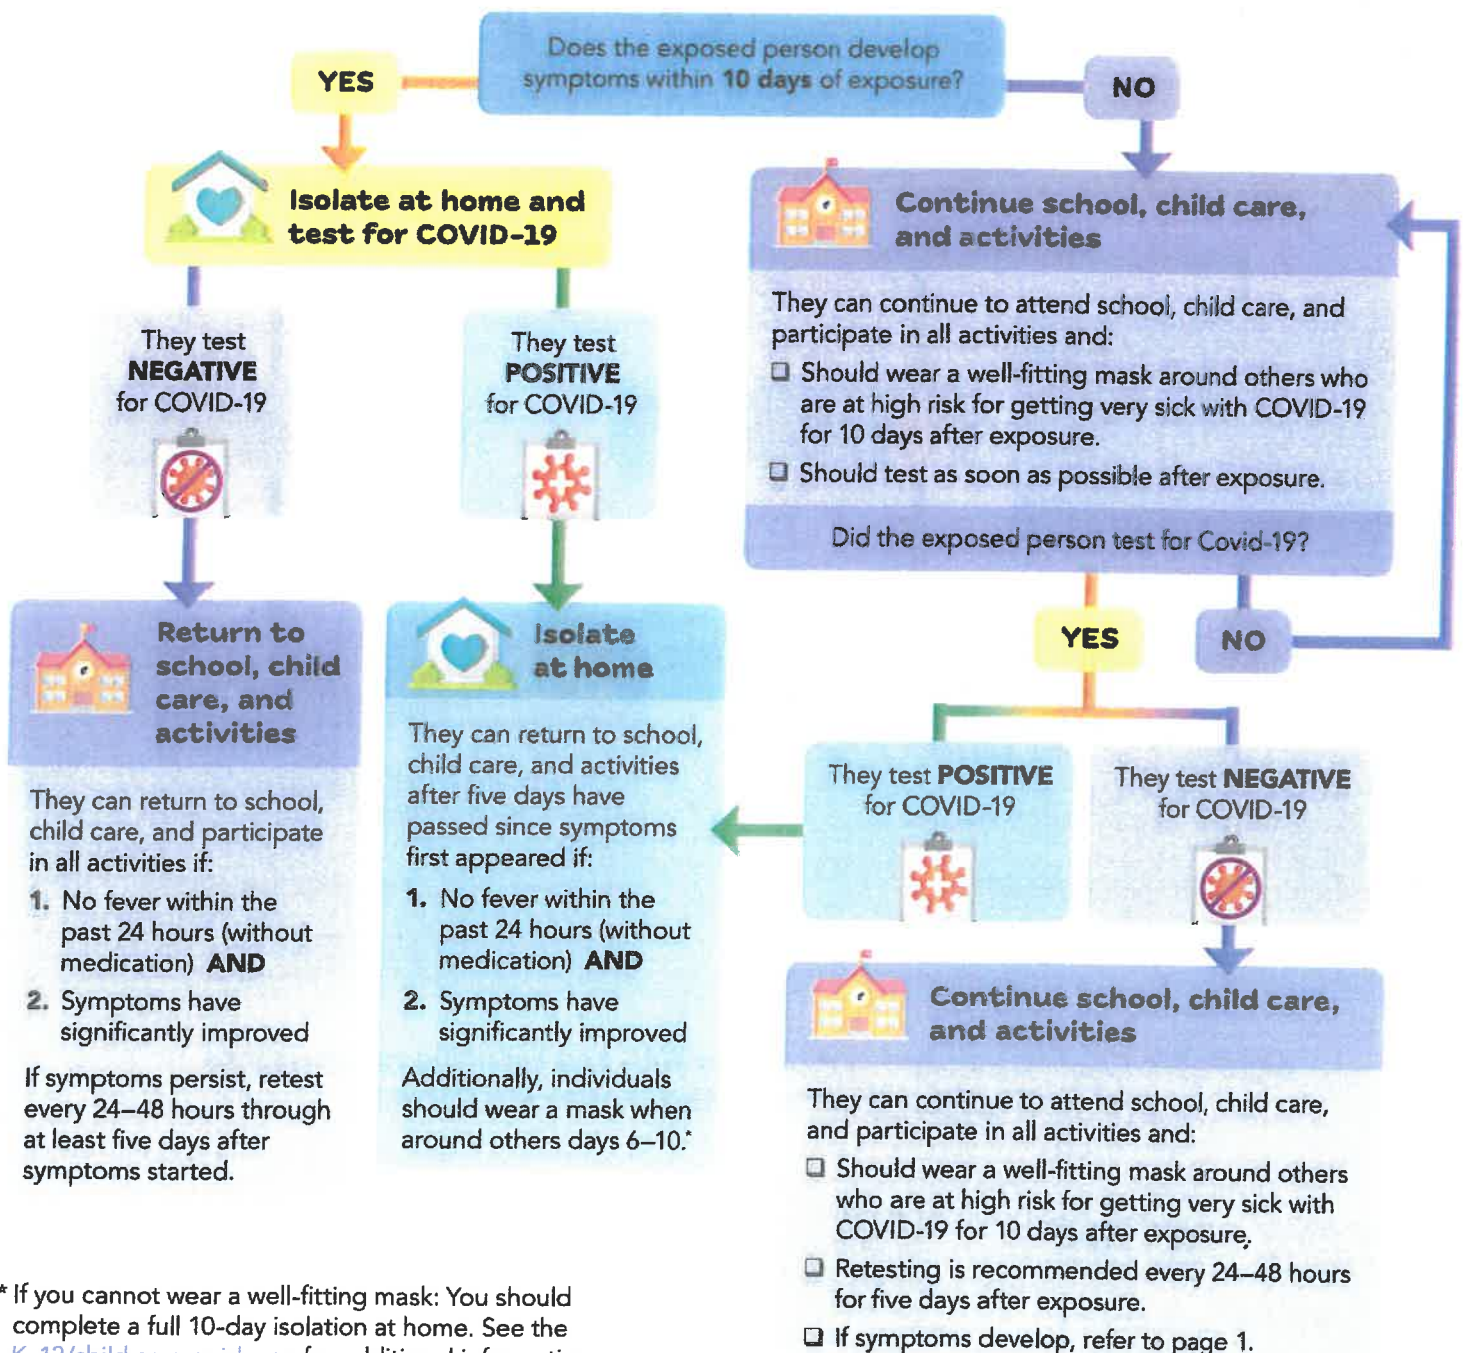 Does the exposed person develop
symptoms within 10 days of exposure?
YES
NO
Isolate at home and
test for COVID-19
They test
NEGATIVE
for COVID-19
They test
POSITIVE
for COVID-19
Continue school, child care,
and activities
They can continue to attend school, child care, and
participate in all activities and:
❏ Should wear a well-fitting mask around others who
are at high risk for getting very sick with COVID-19
for 10 days after exposure.
❏ Should test as soon as possible after exposure.
Did the exposed person test for Covid-19?
YES
NO
Return to
school, child
care, and
activities
They can return to school,
child care, and participate
in all activities if:
1. No fever within the
past 24 hours (without
medication) AND
2. Symptoms have
significantly improved
If symptoms persist, retest
every 24–48 hours through
at least five days after
symptoms started.
Isolate
at home
They can return to school,
child care, and activities
after five days have
passed since symptoms
first appeared if:
1. No fever within the
past 24 hours (without
medication) AND
2. Symptoms have
significantly improved
Additionally, individuals
should wear a mask when
around others days 6–10.*
They test POSITIVE
for COVID-19
They test NEGATIVE
for COVID-19
Continue school, child care,
and activities
They can continue to attend school, child care,
and participate in all activities and:
❏ Should wear a well-fitting mask around others
who are at high risk for getting very sick with
COVID-19 for 10 days after exposure.
❏ Retesting is recommended every 24–48 hours
for five days after exposure.
❏ If symptoms develop, refer to page 1.
* If you cannot wear a well-fitting mask: You should
complete a full 10-day isolation at home. See the